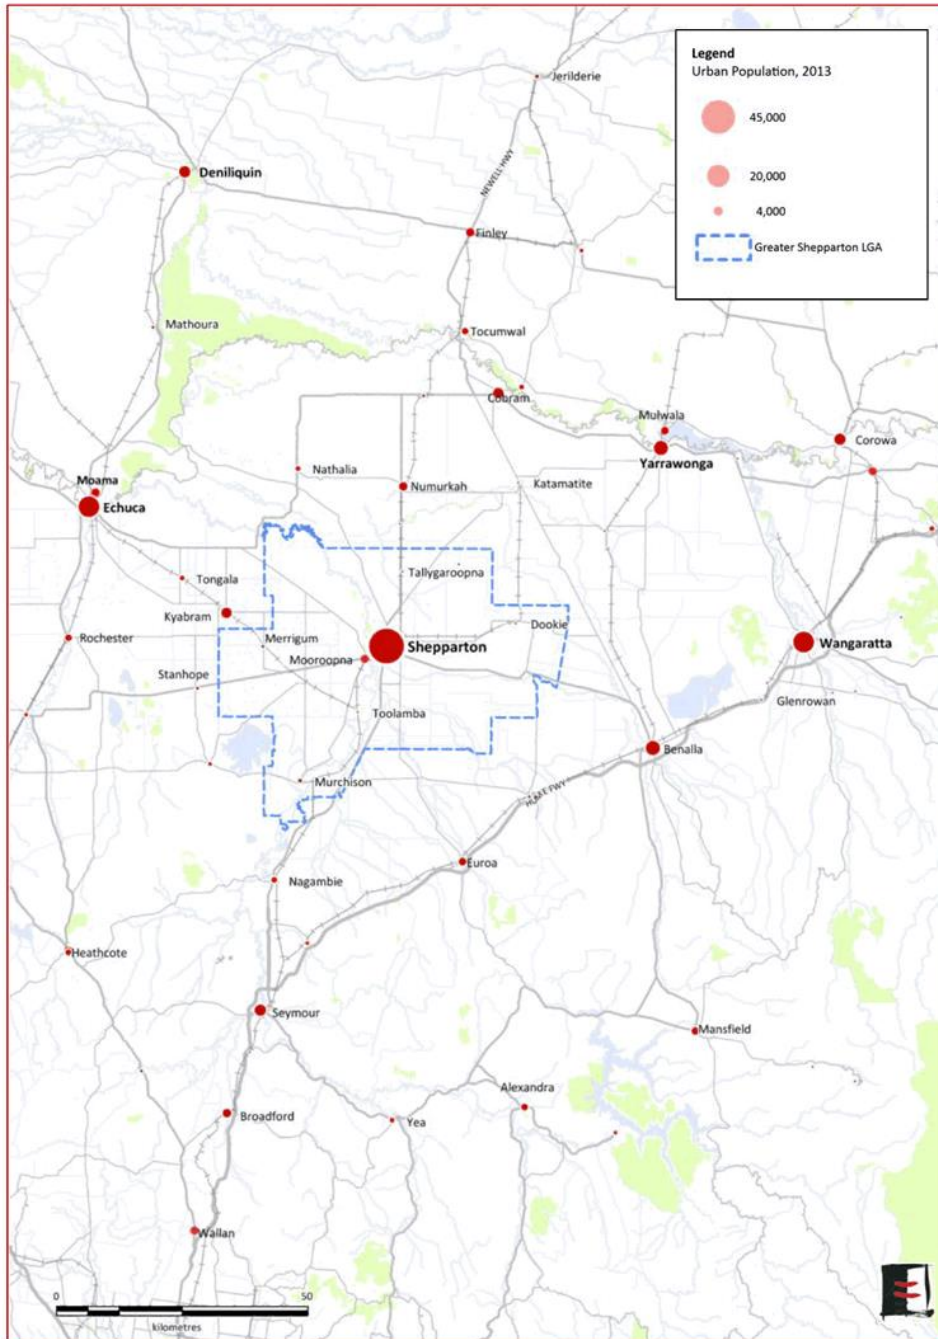 Legend
Urban Population, 2013
45,000
20,000
4,000
Greater Shepparton LGA
Jerilderie
NEWELL HWY
Deniliquin
Finley
Mathoura
Tocumwal
Cobram
Mulwala
Corowa
Yarrawonga
Nathalia
Moama
Numurkah
Katamatite
Echuca
Tallygaroopna
Tongala
Kyabram
Dookie
Rochester
Merrigum
Shepparton
Wangaratta
Mooroopna
Stanhope
Glenrowan
Toolamba
Benalla
Murchison
HUME FWY
Euroa
Nagambie
Heathcote
Seymour
Mansfield
Alexandra
Broadford
Yea
Wallan
0
50
kilometres